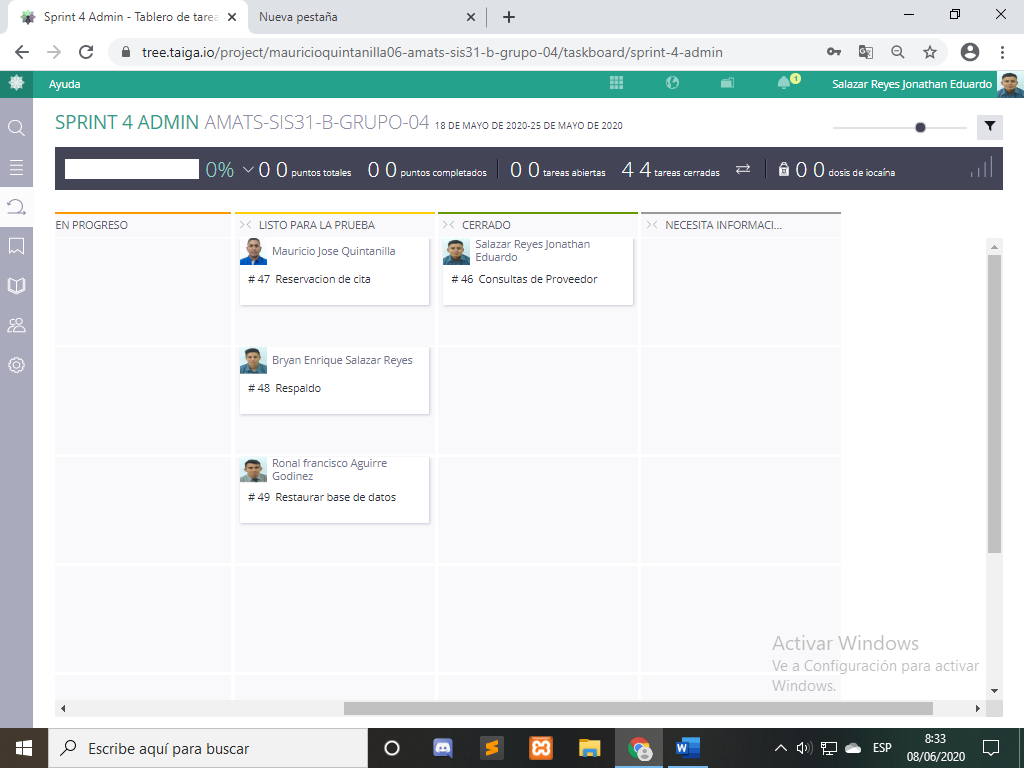 Sprint 4 Admin - Tablero de tarea
Nueva pestaña
tree.taiga.io/project/mauricioquintanilla06-amats-sis31-b-grupo-04/taskboard/sprint-4-admin
Ayuda
1
Salazar Reyes Jonathan Eduardo
SPRINT 4 ADMIN AMATS-SIS31-B-GRUPO-04 18 DE MAYO DE 2020-25 DE MAYO DE 2020
0% 0 0 puntos totales 0 0 puntos completados 0 0 tareas abiertas 4 4 tareas cerradas 0 0 dosis de iocaína
EN PROGRESO LISTO PARA LA PRUEBA CERRADO NECESITA INFORMACI...
Mauricio Jose Quintanilla
# 47 Reservacion de cita
Salazar Reyes Jonathan
Eduardo
# 46 Consultas de Proveedor
Bryan Enrique Salazar Reyes
# 48 Respaldo
Ronal francisco Aguirre
Godinez
# 49 Restaurar base de datos
Activar Windows
Ve a Configuración para activar
Windows.
Escribe aquí para buscar
ESP
8:33
08/06/2020